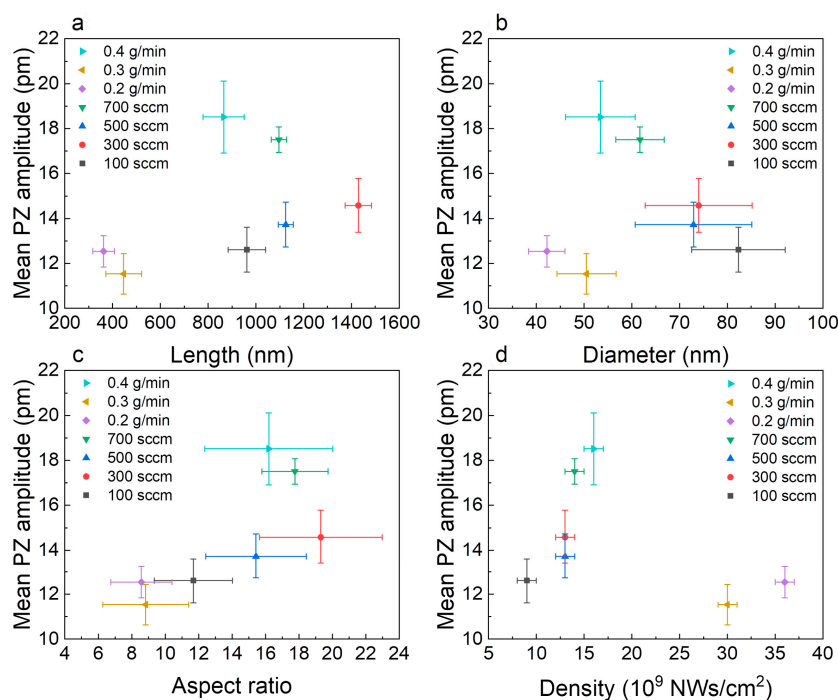 a
22
20
18
16
14
12
10
Mean PZ amplitude (pm)
0.4 g/min
0.3 g/min
0.2 g/min
700 sccm
500 sccm
300 sccm
100 sccm
200 400 600 800 1000 1200 1400 1600
Length (nm)
b
22
20
18
16
14
12
10
Mean PZ amplitude (pm)
0.4 g/min
0.3 g/min
0.2 g/min
700 sccm
500 sccm
300 sccm
100 sccm
30 40 50 60 70 80 90 100
Diameter (nm)
c
22
20
18
16
14
12
10
Mean PZ amplitude (pm)
0.4 g/min
0.3 g/min
0.2 g/min
700 sccm
500 sccm
300 sccm
100 sccm
4 6 8 10 12 14 16 18 20 22 24
Aspect ratio
d
22
20
18
16
14
12
10
Mean PZ amplitude (pm)
0.4 g/min
0.3 g/min
0.2 g/min
700 sccm
500 sccm
300 sccm
100 sccm
5 10 15 20 25 30 35 40
Density (10⁹ NWs/cm²)